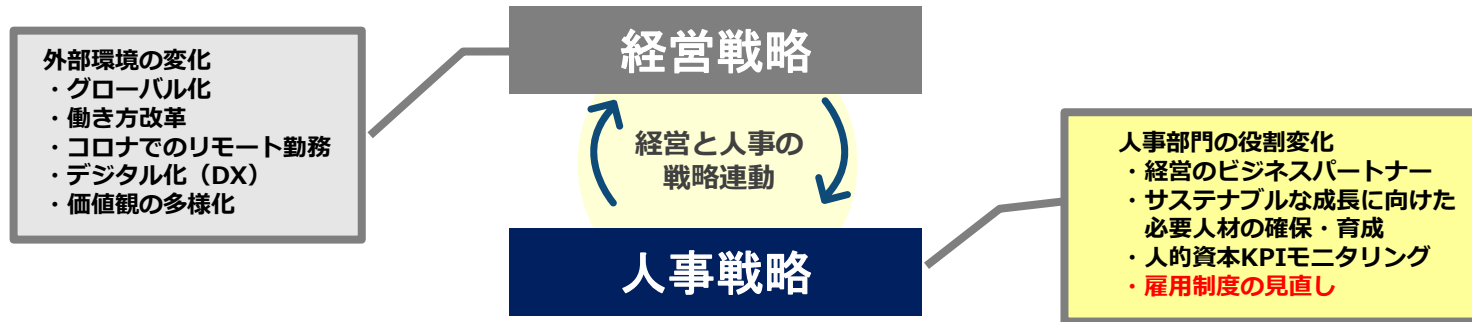 経営戦略
外部環境の変化
・グローバル化
・働き方改革
・コロナでのリモート勤務
・デジタル化（DX）
・価値観の多様化
経営と人事の
戦略連動
人事部門の役割変化
・経営のビジネスパートナー
・サステナブルな成長に向けた
必要人材の確保・育成
・人的資本KPIモニタリング
・雇用制度の見直し
人事戦略